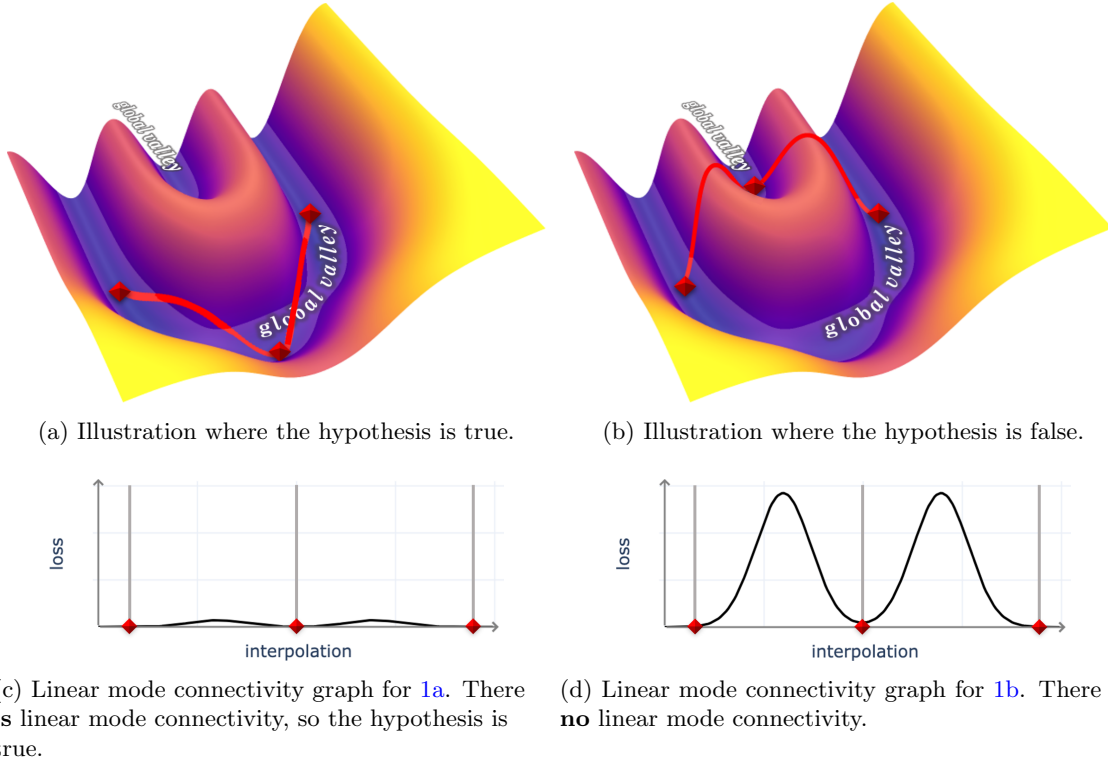 global valley
global valley
global valley
global valley
(a) Illustration where the hypothesis is true.
(b) Illustration where the hypothesis is false.
loss
interpolation
loss
interpolation
c) Linear mode connectivity graph for 1a. There
s linear mode connectivity, so the hypothesis is
true.
(d) Linear mode connectivity graph for 1b. There
no linear mode connectivity.